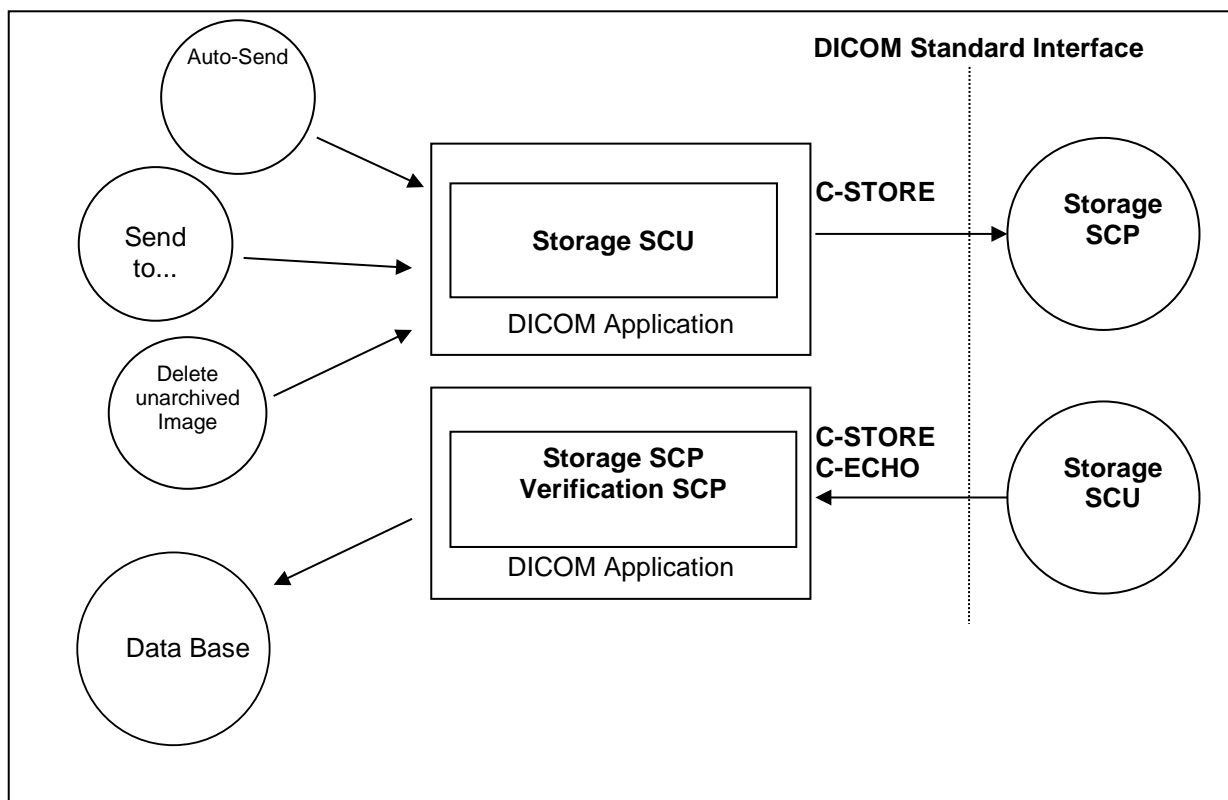 Auto-Send
DICOM Standard Interface
Send
to...
Storage SCU
DICOM Application
C-STORE
Storage
SCP
Delete
unarchived
Image
Storage SCP
Verification SCP
DICOM Application
C-STORE
C-ECHO
Storage
SCU
Data Base